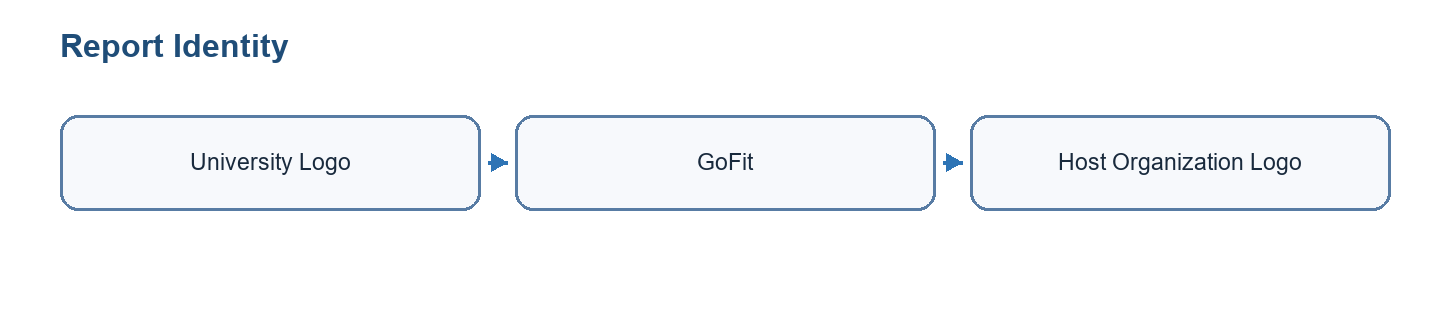 Report Identity
University Logo
GoFit
Host Organization Logo